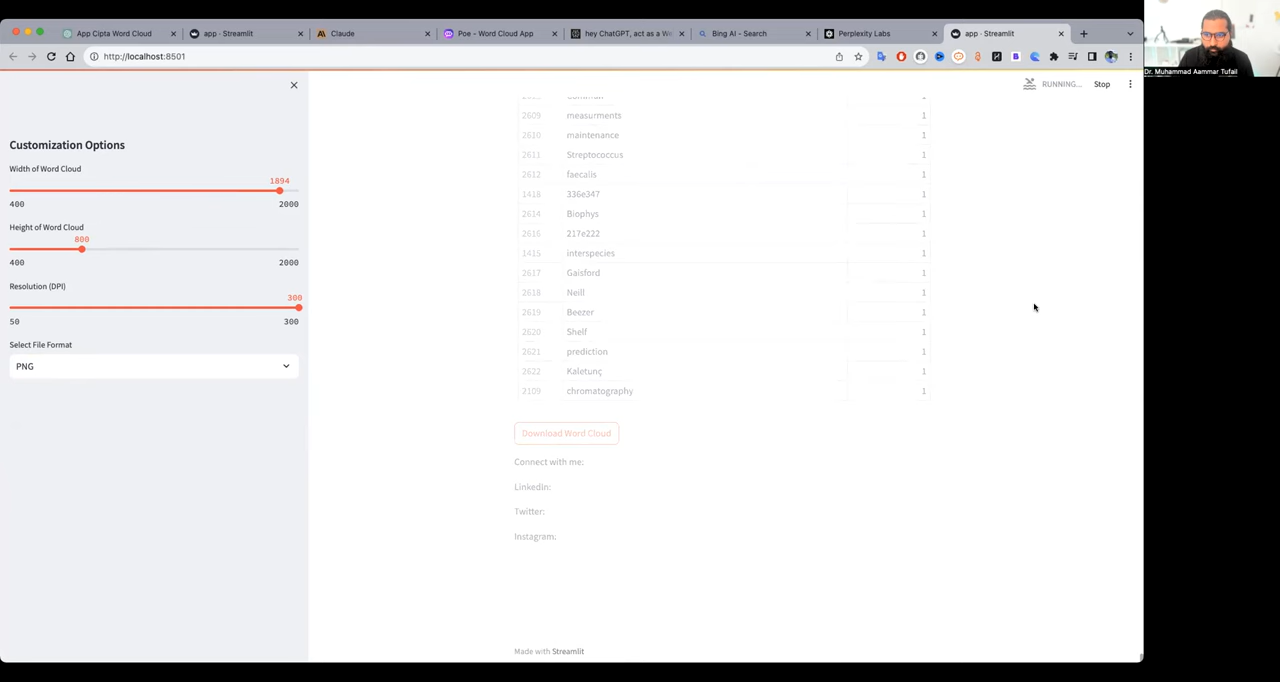 App Cipta Word Cloud
app · Streamlit
Claude
Poe - Word Cloud App
hey ChatGPT, act as a W
Bing AI - Search
Perplexity Labs
app · Streamlit
http://localhost:8501
Dr. Muhammad Aammar Tufail
RUNNING...
Stop
Customization Options
Width of Word Cloud
1894
400
2000
Height of Word Cloud
800
400
2000
Resolution (DPI)
300
50
300
Select File Format
PNG
1
2609 measurments 1
2610 maintenance 1
2611 Streptococcus 1
2612 faecalis 1
1418 336e347 1
2614 Biophys 1
2616 217e222 1
1415 interspecies 1
2617 Gaisford 1
2618 Neill 1
2619 Beezer 1
2620 Shelf 1
2621 prediction 1
2622 Kaletunç 1
2109 chromatography 1
Download Word Cloud
Connect with me:
Linkedin:
Twitter:
Instagram:
Made with Streamlit